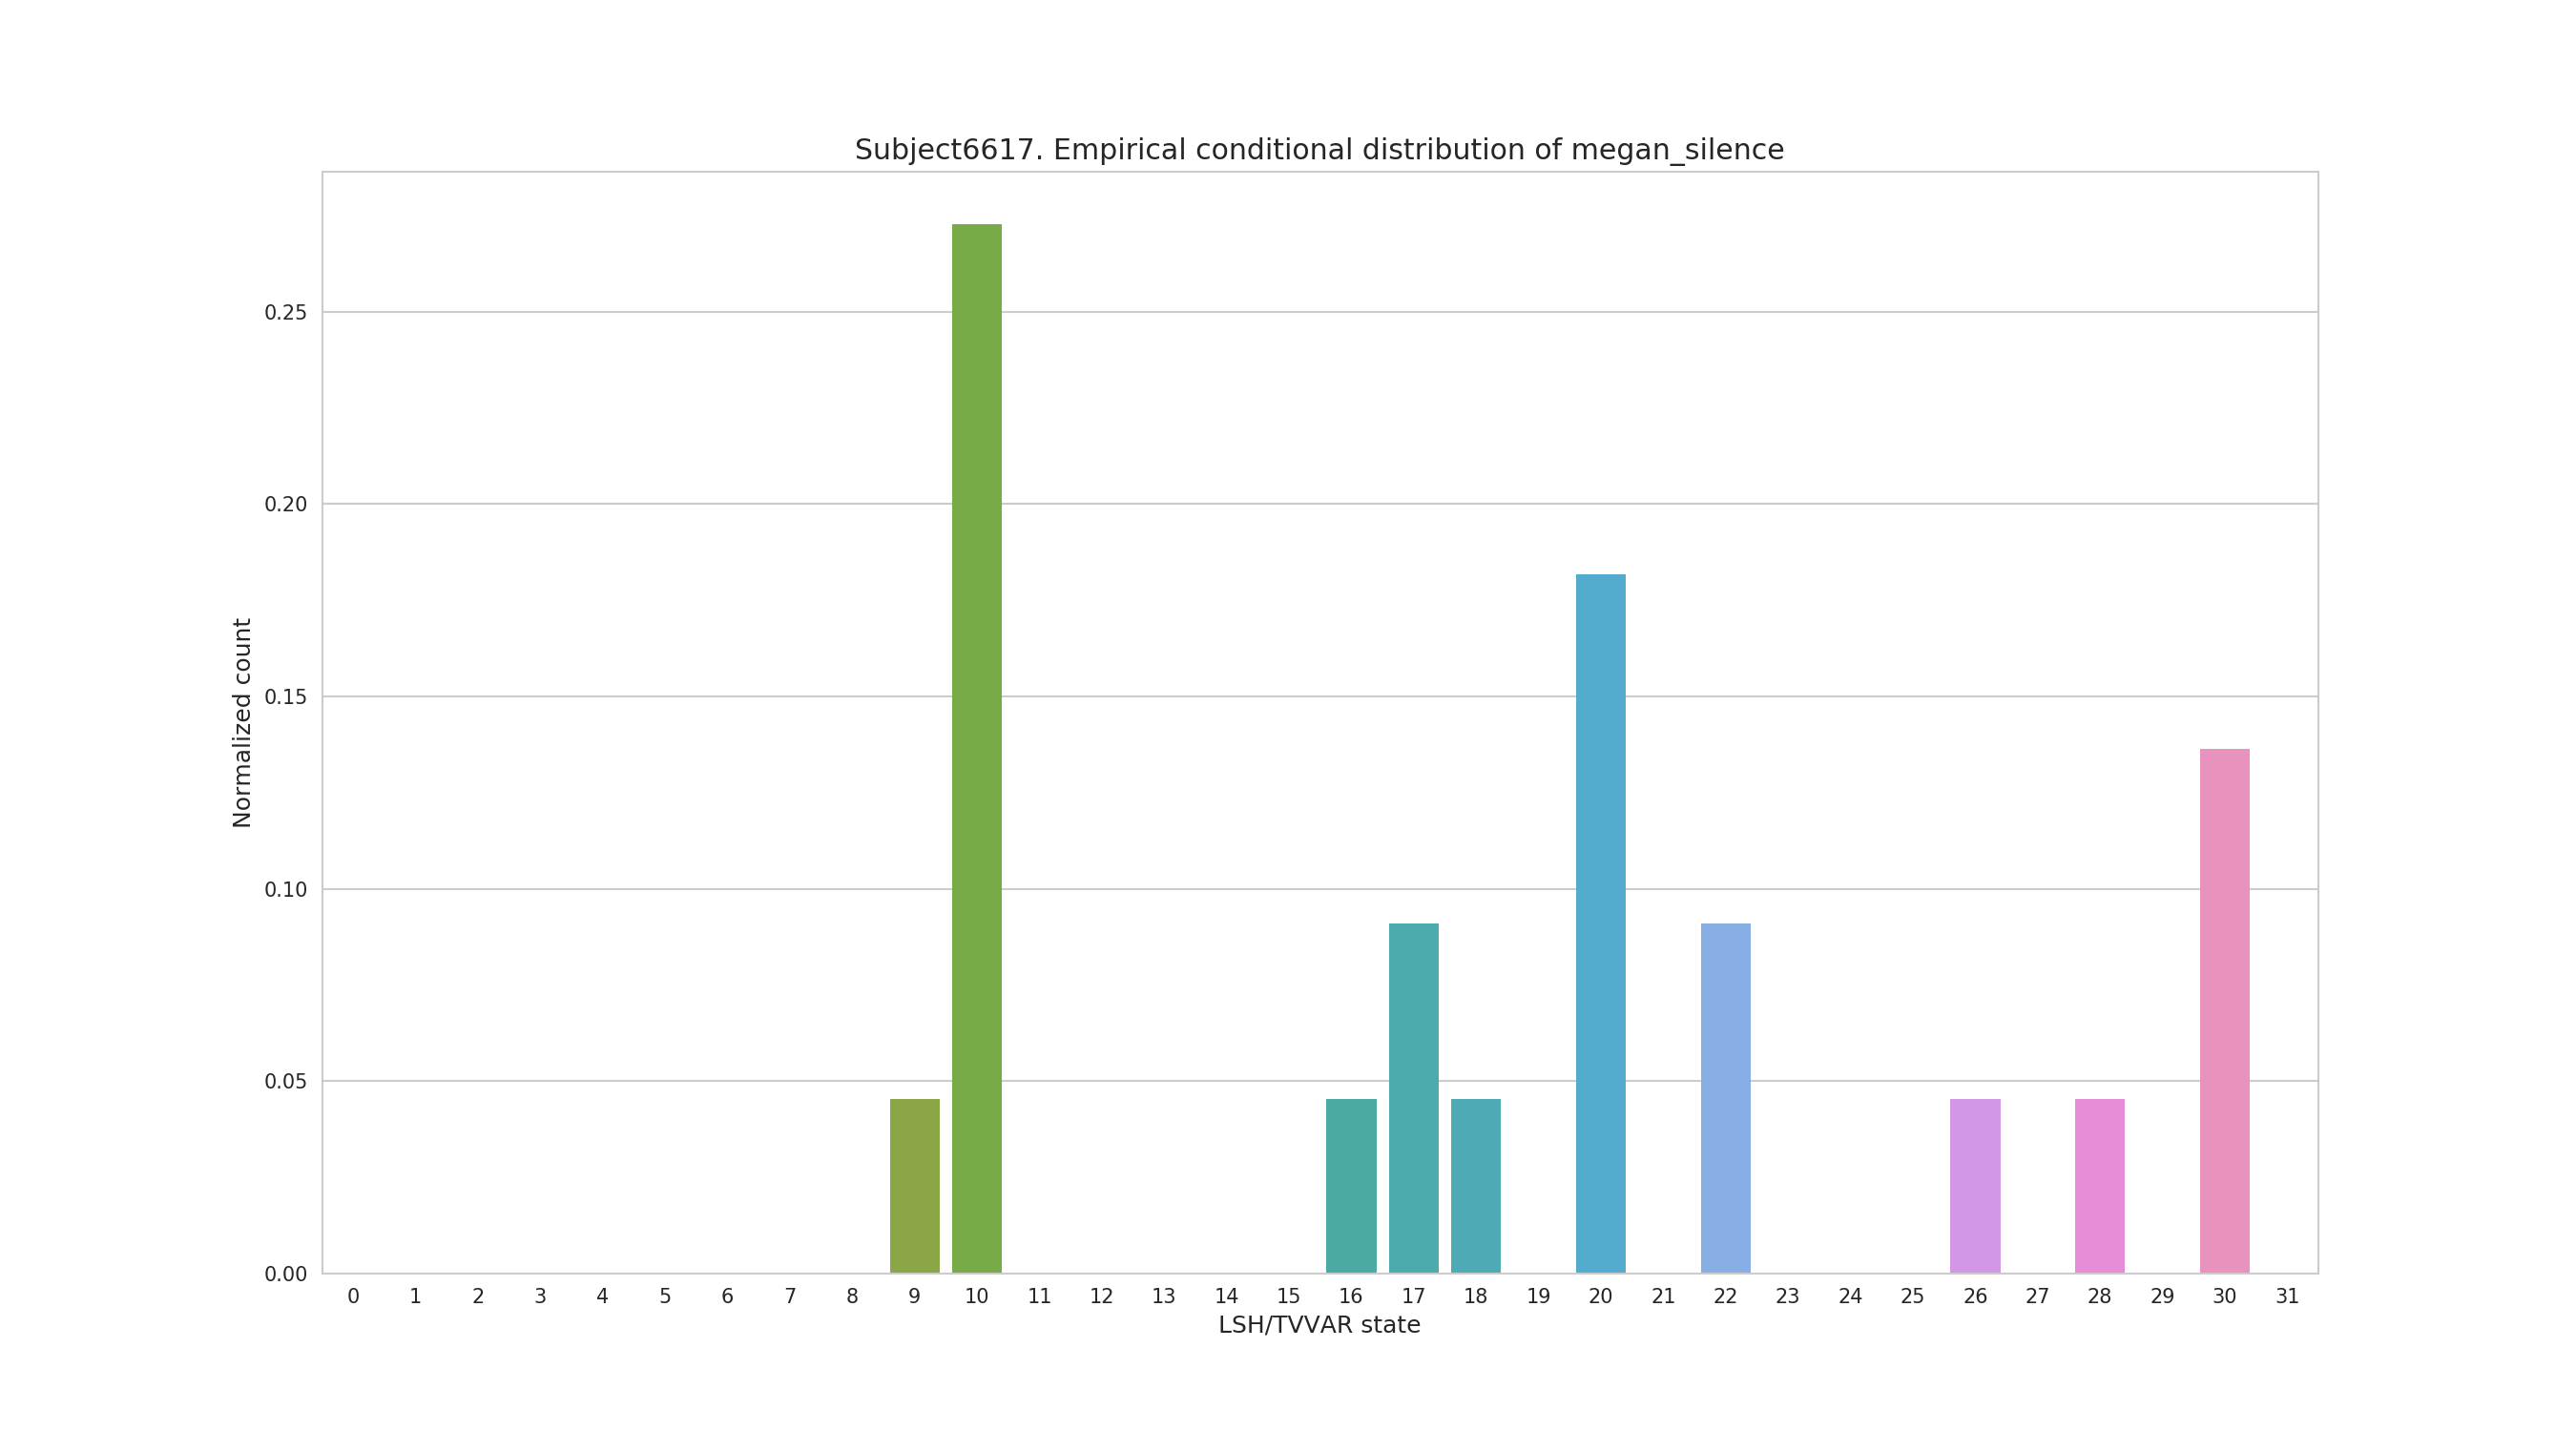 Subject6617. Empirical conditional distribution of megan_silence
Normalized count
0.25
0.20
0.15
0.10
0.05
0.00
0 1 2 3 4 5 6 7 8 9 10 11 12 13 14 15 16 17 18 19 20 21 22 23 24 25 26 27 28 29 30 31
LSH/TVVAR state